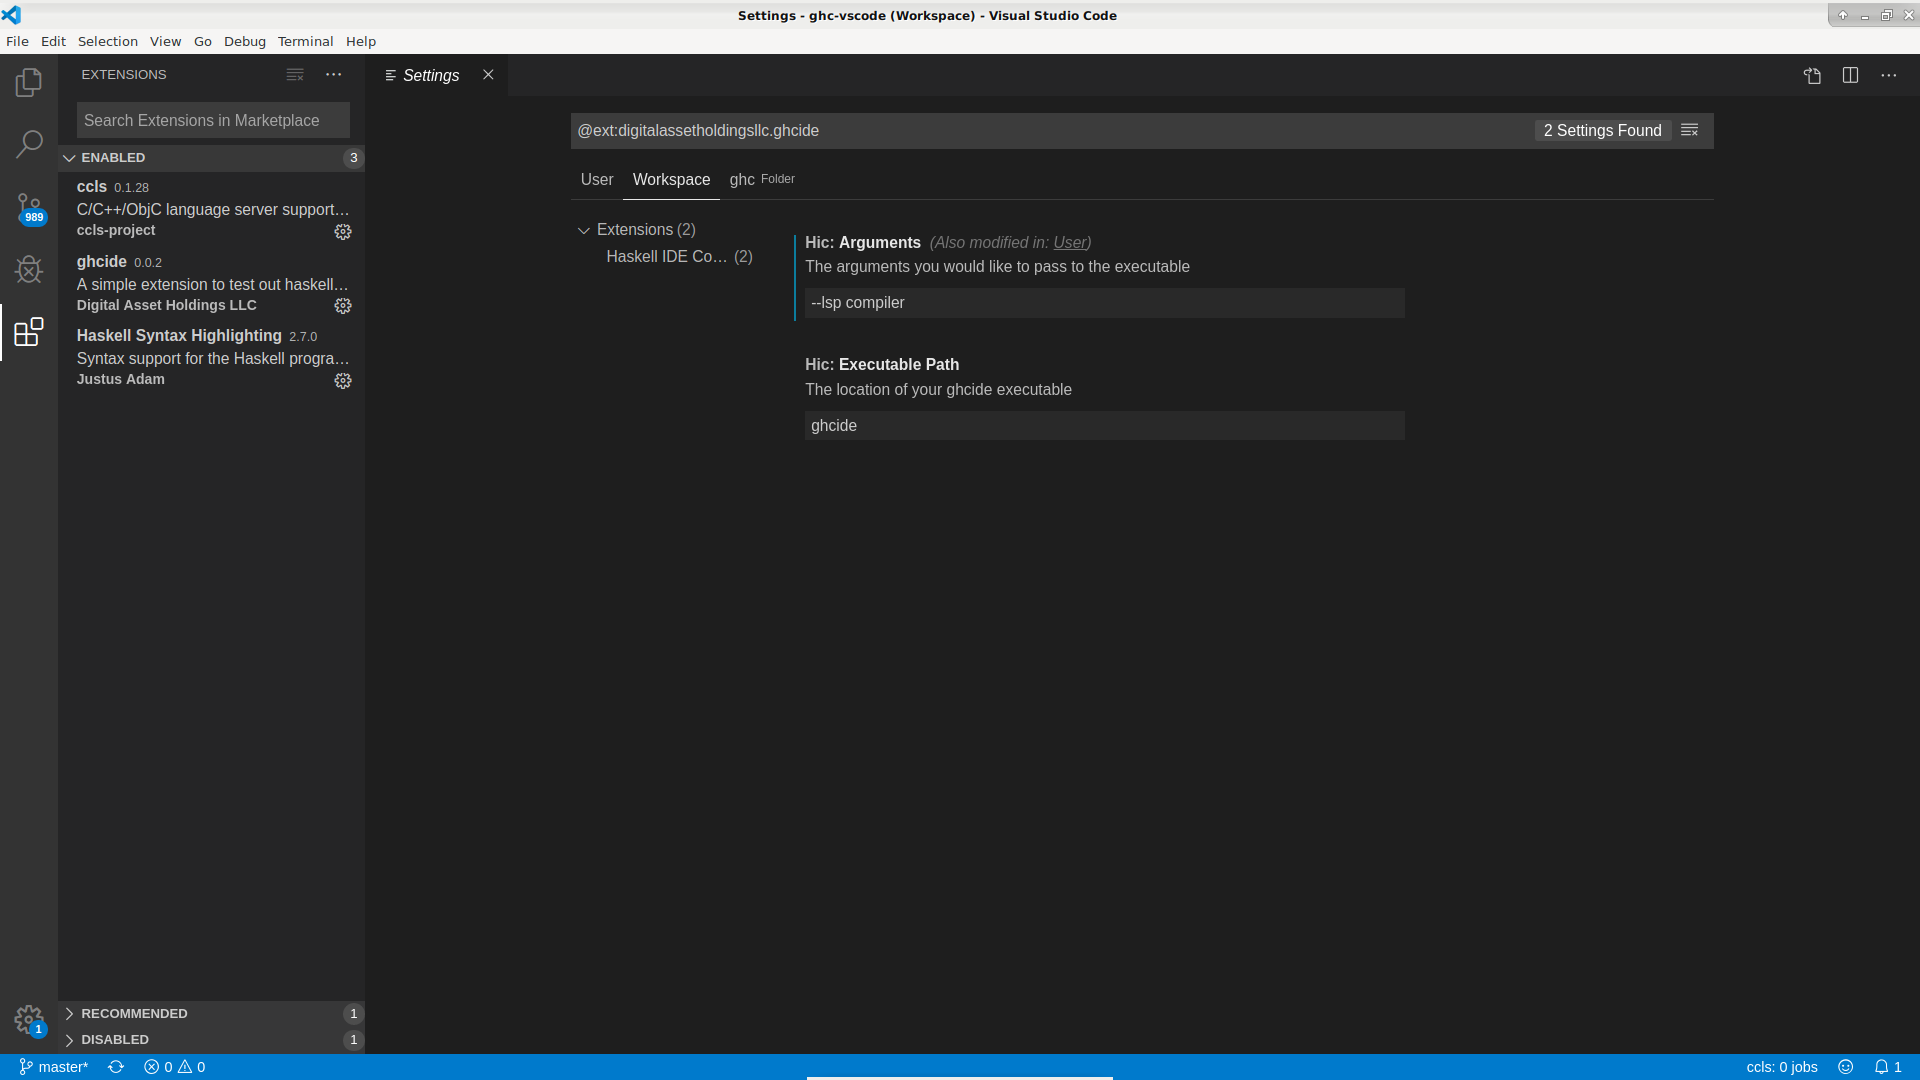 Settings - ghc-vscode (Workspace) - Visual Studio Code
File Edit Selection View Go Debug Terminal Help
EXTENSIONS
Search Extensions in Marketplace
ENABLED 3
ccls 0.1.28
C/C++/ObjC language server support…
ccls-project
ghcide 0.0.2
A simple extension to test out haskell…
Digital Asset Holdings LLC
Haskell Syntax Highlighting 2.7.0
Syntax support for the Haskell progra…
Justus Adam
RECOMMENDED 1
DISABLED 1
989
1
Settings
@ext:digitalassetholdingsllc.ghcide 2 Settings Found
User Workspace ghc Folder
Extensions (2)
Haskell IDE Co… (2)
Hic: Arguments (Also modified in: User)
The arguments you would like to pass to the executable
--lsp compiler
Hic: Executable Path
The location of your ghcide executable
ghcide
master* 0 0 ccls: 0 jobs 1